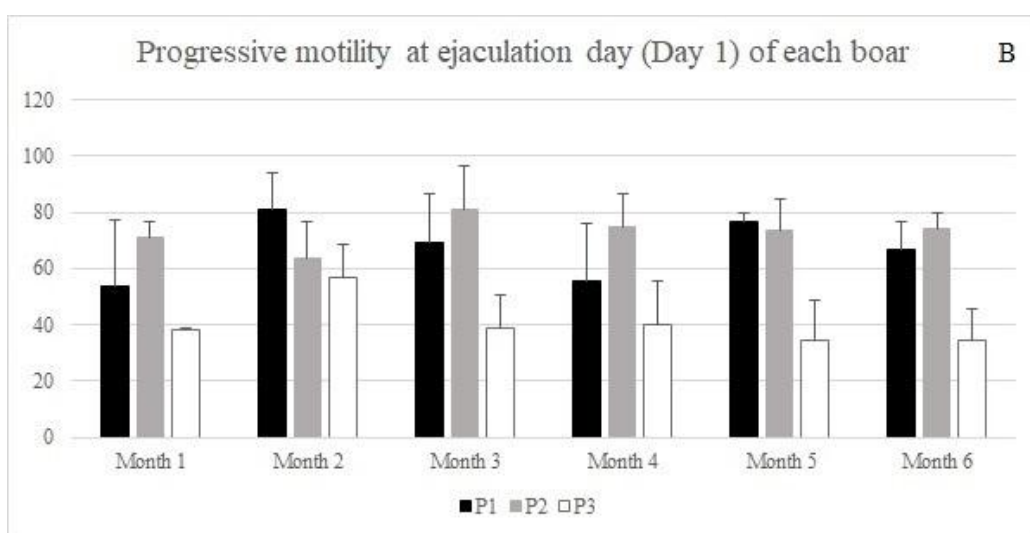 Progressive motility at ejaculation day (Day 1) of each boar
B
120
100
80
60
40
20
0
Month 1 Month 2 Month 3 Month 4 Month 5 Month 6
P1 P2 P3